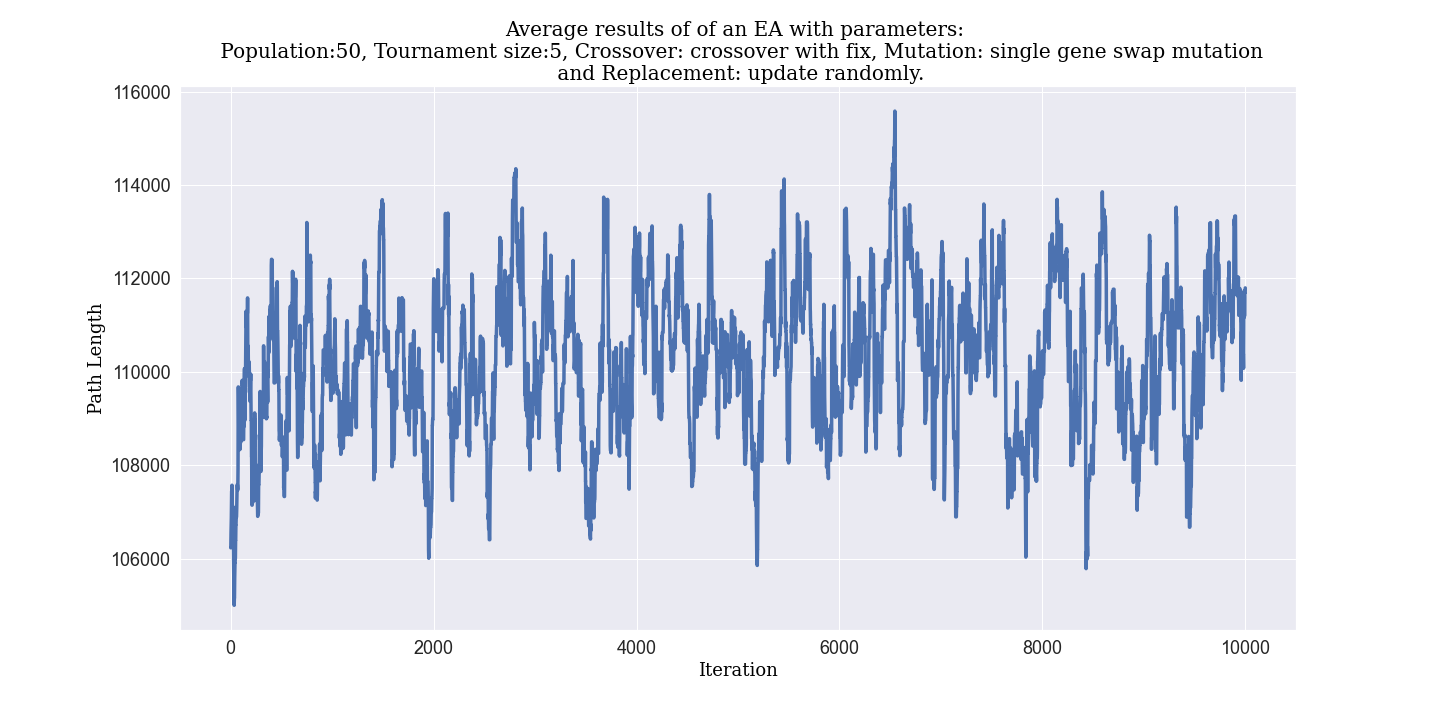 Average results of of an EA with parameters:
Population:50, Tournament size:5, Crossover: crossover with fix, Mutation: single gene swap mutation
and Replacement: update randomly.
116000
114000
112000
110000
108000
106000
Path Length
0 2000 4000 6000 8000 10000
Iteration